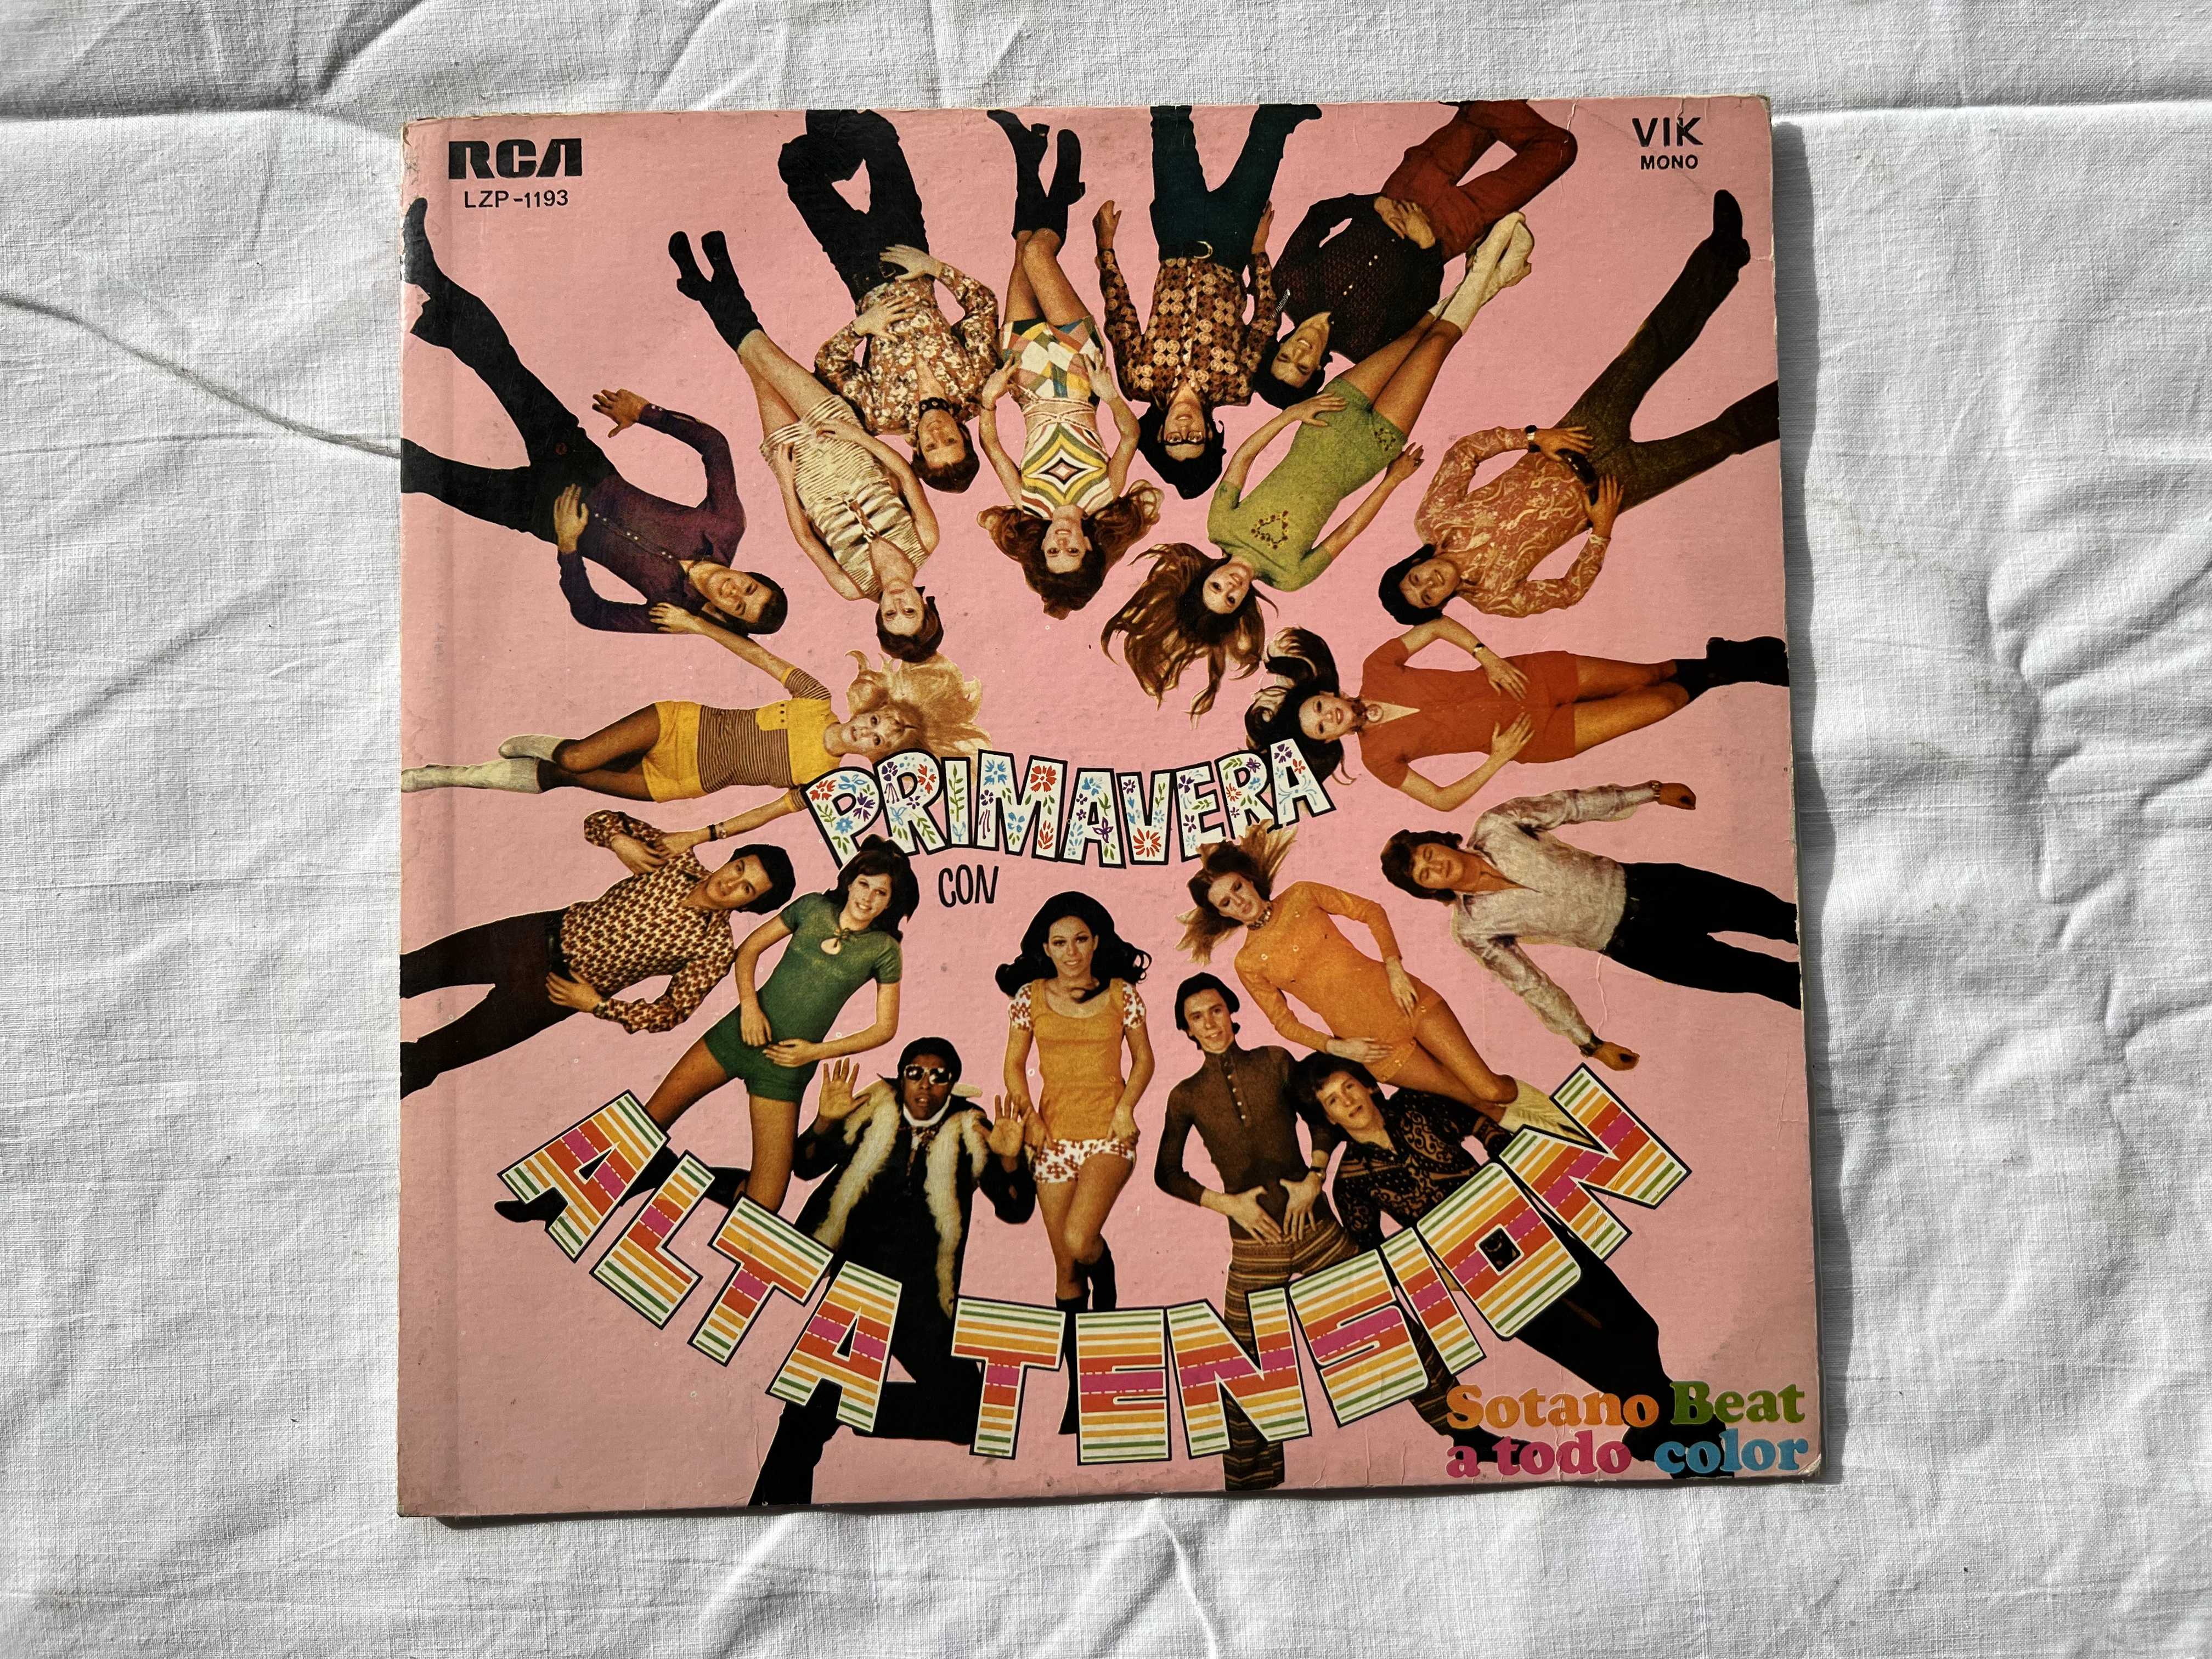 RCA
LZP-1193
VIK
MONO
PRIMAVERA
CON
ALTA TENSION
Sotano Beat
a todo color